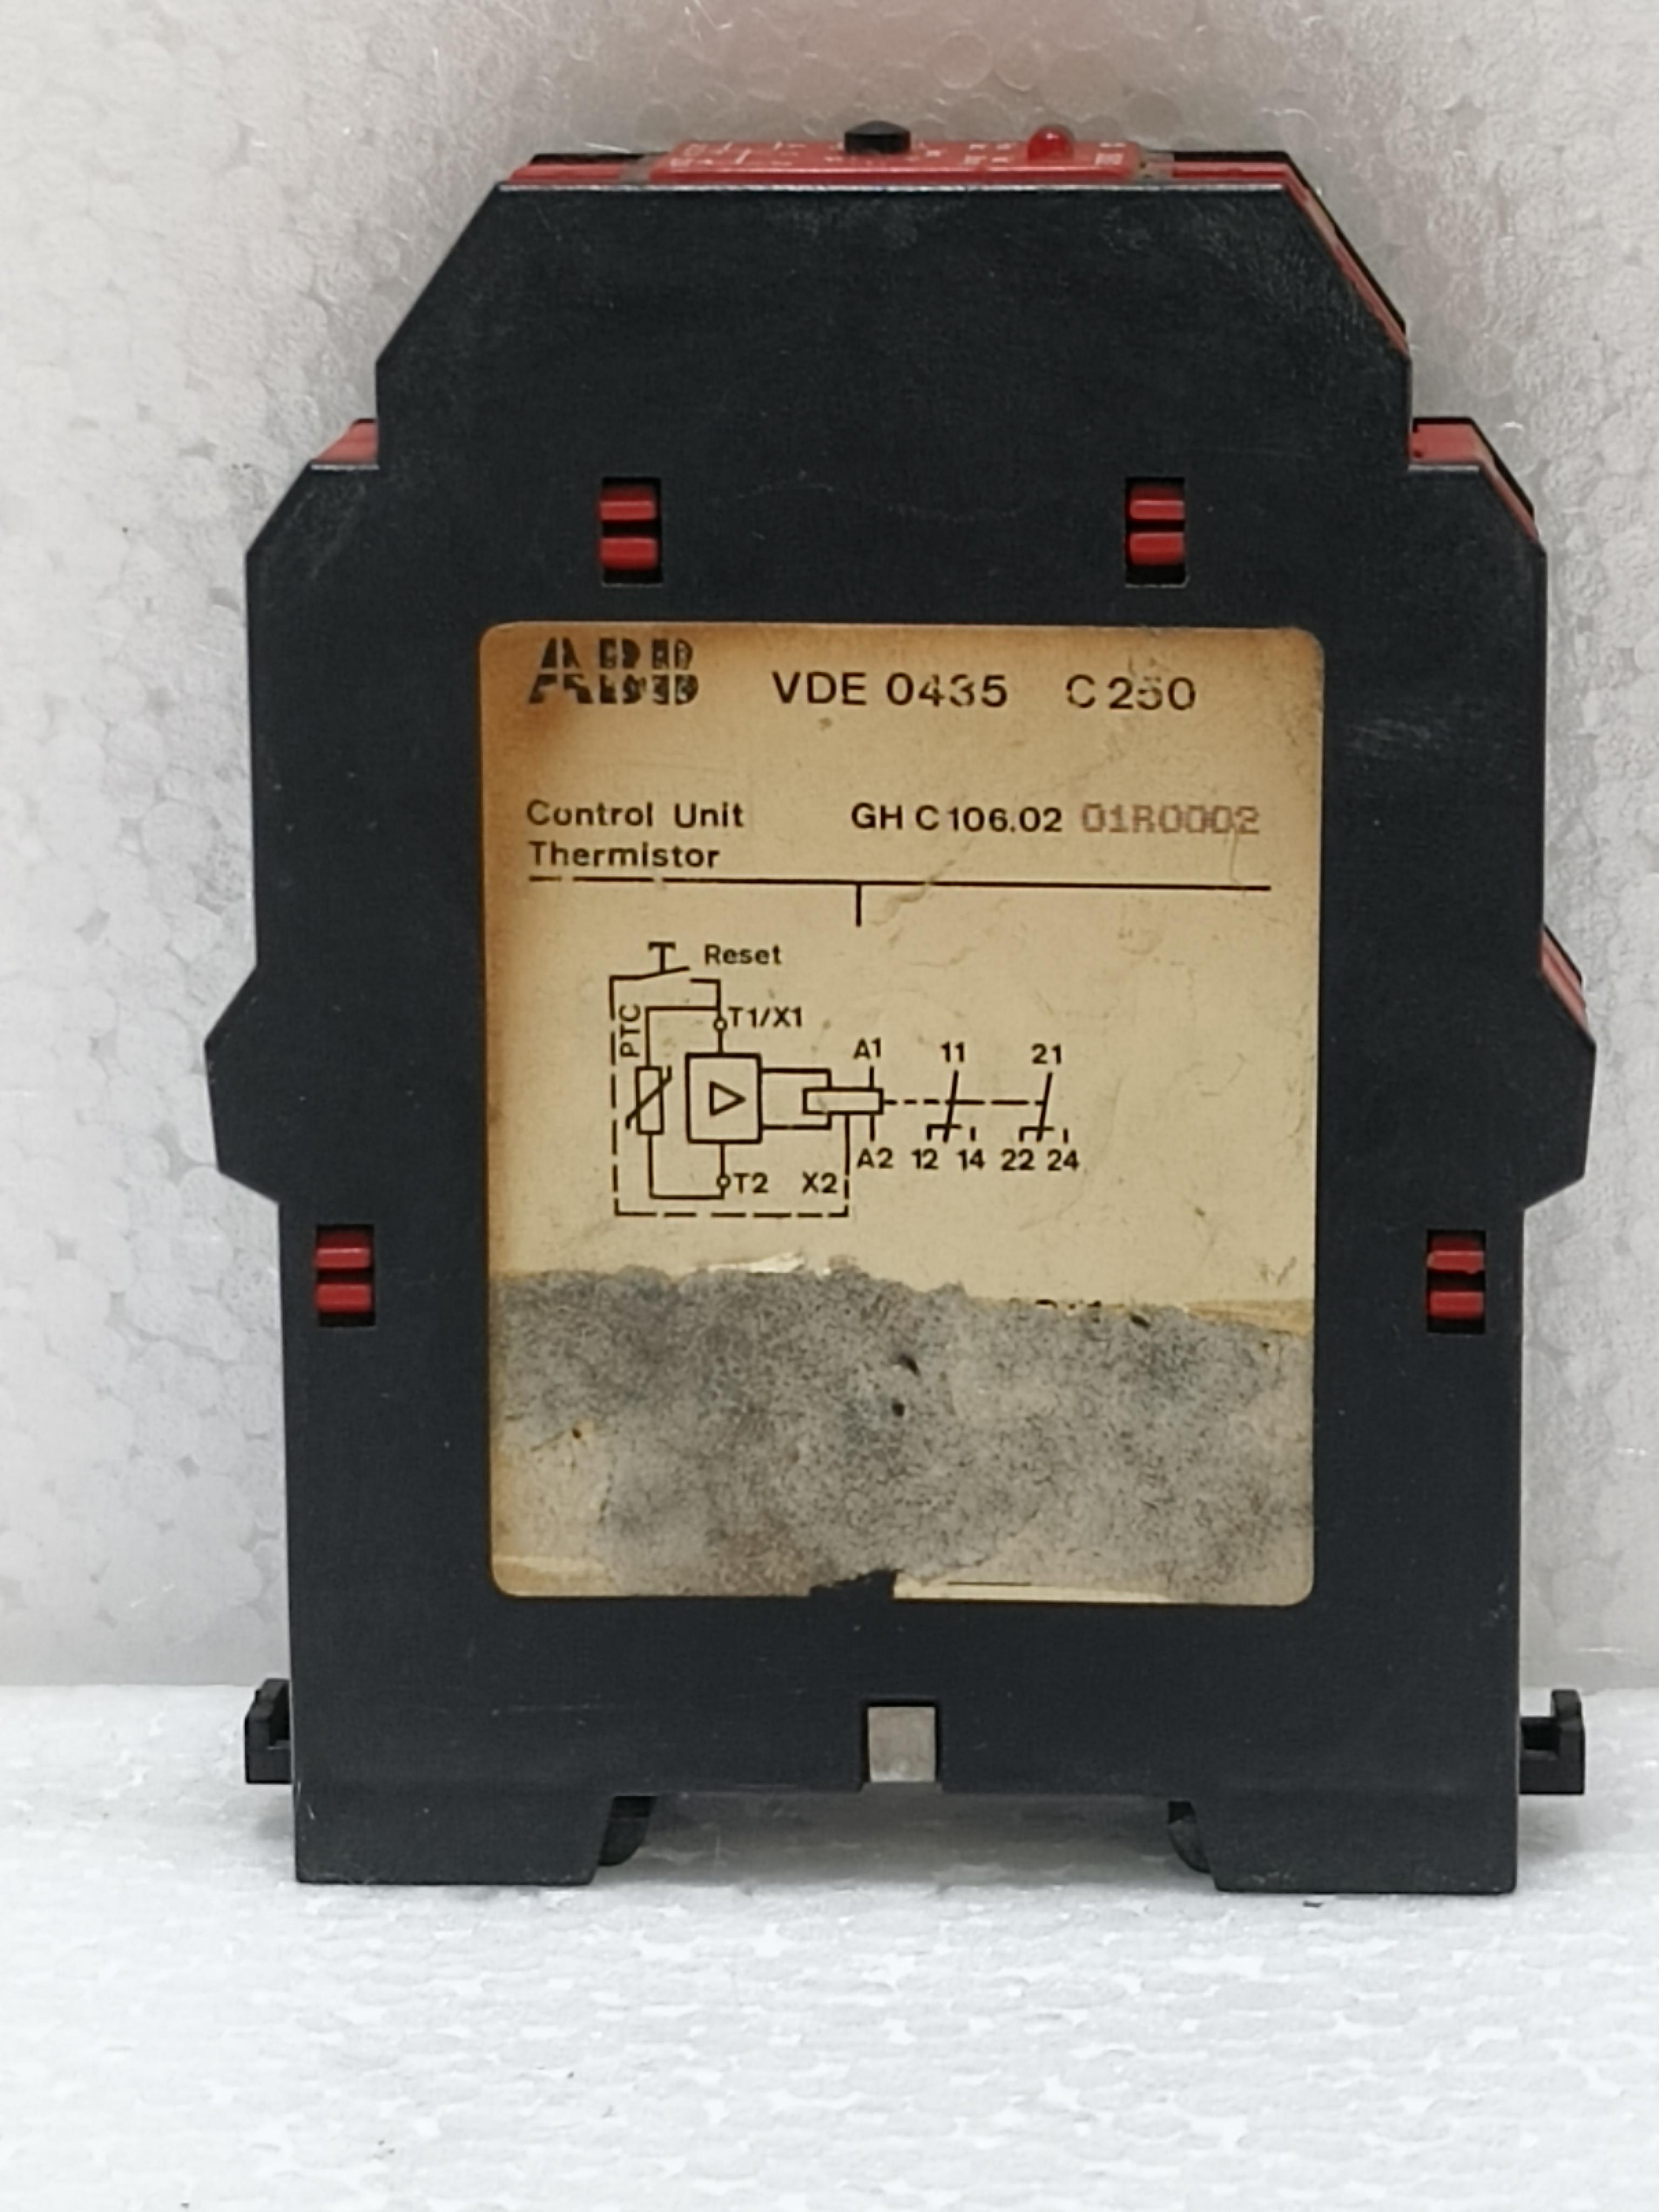 ABB VDE 0435 C250
Control Unit GH C 106.02 01R0002
Thermistor
Reset
PTC
T1/X1
A1 11 21
A2 12 14 22 24
T2 X2